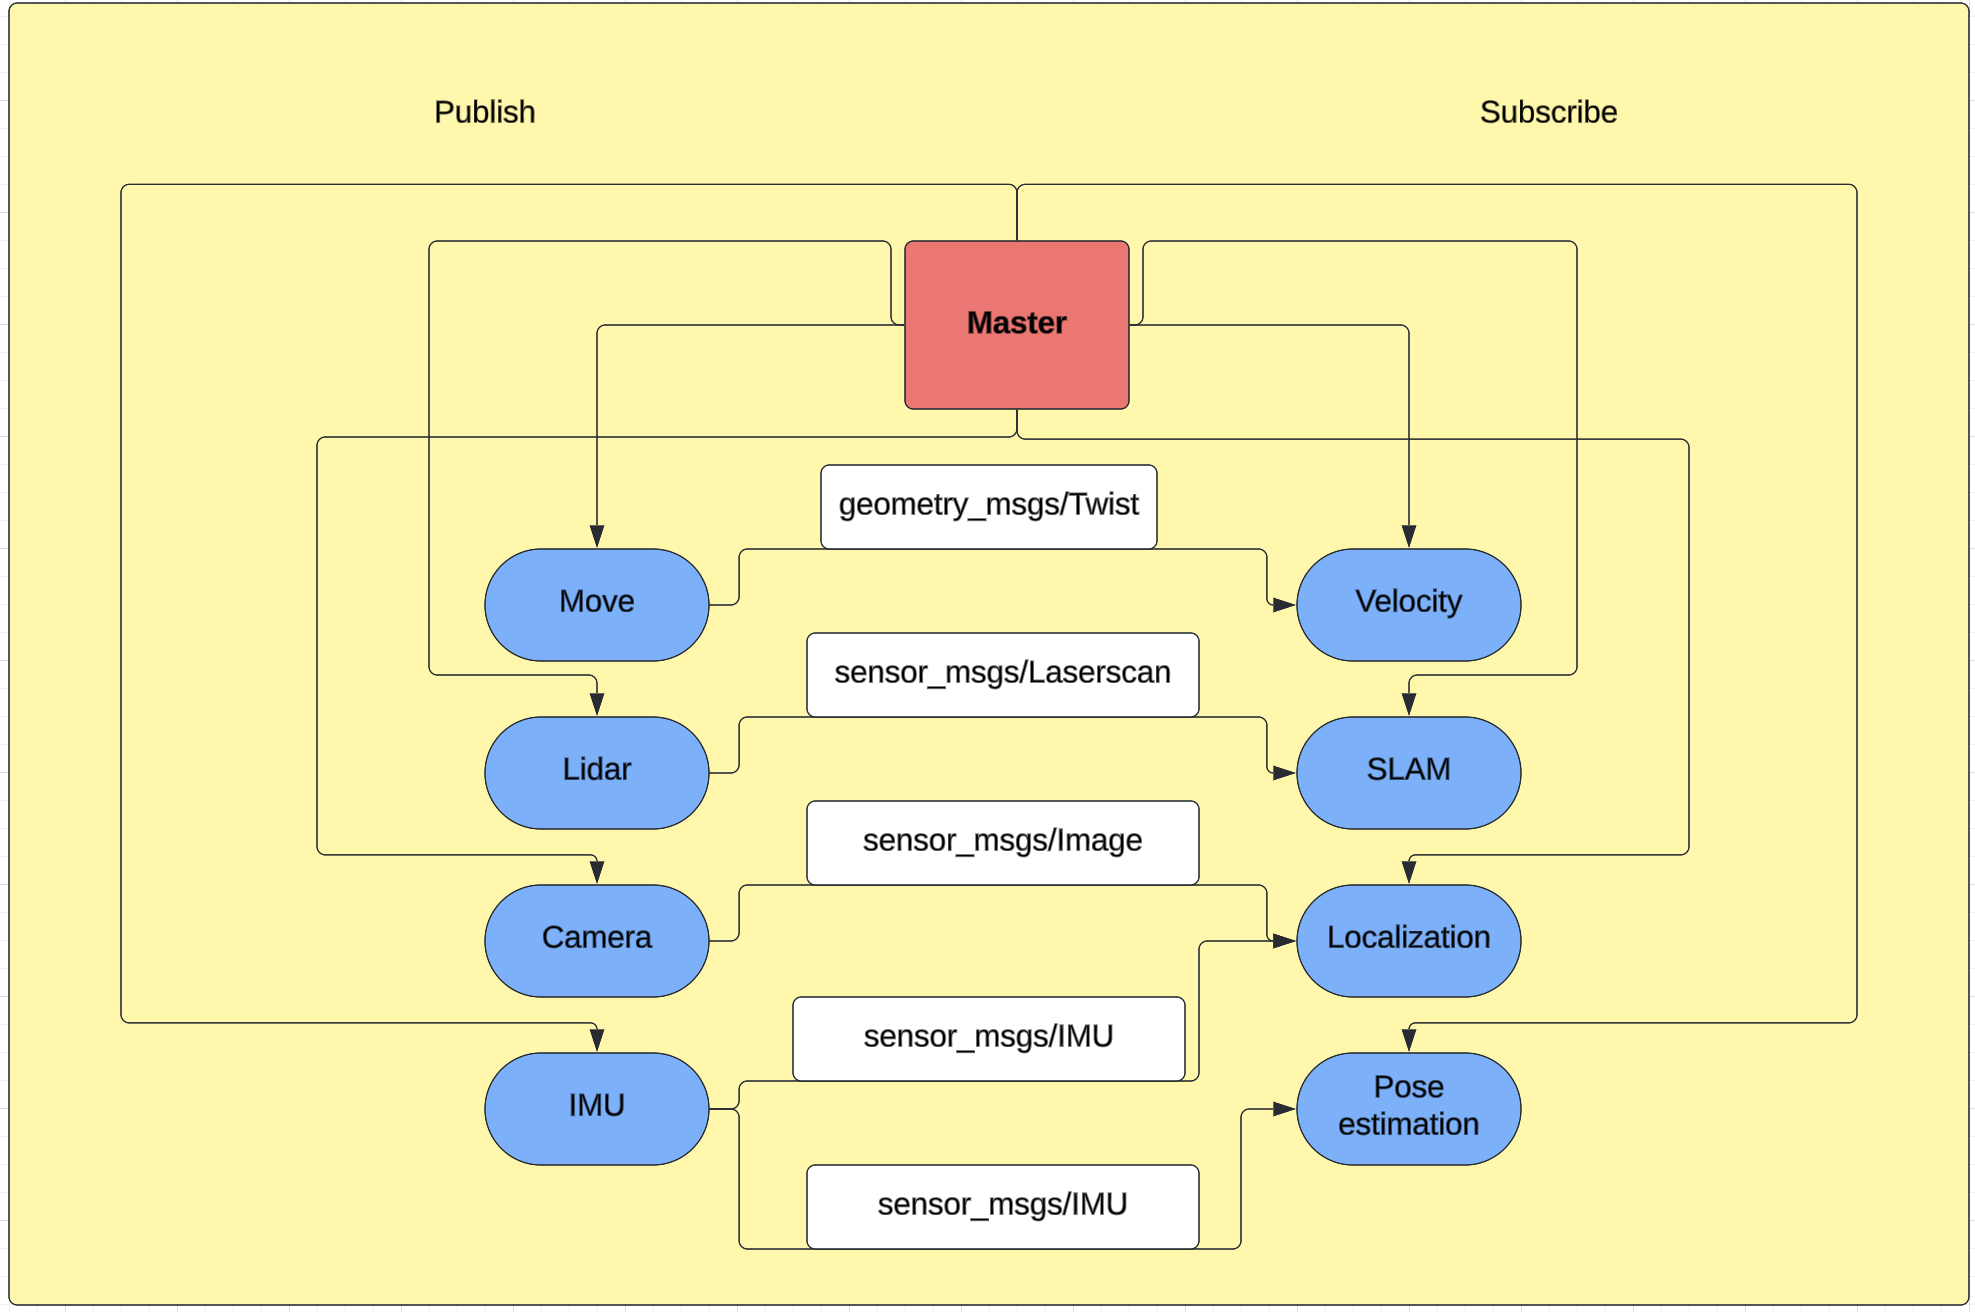 Publish
Subscribe
Master
geometry_msgs/Twist
Move
Velocity
sensor_msgs/Laserscan
Lidar
SLAM
sensor_msgs/Image
Camera
Localization
sensor_msgs/IMU
IMU
Pose
estimation
sensor_msgs/IMU